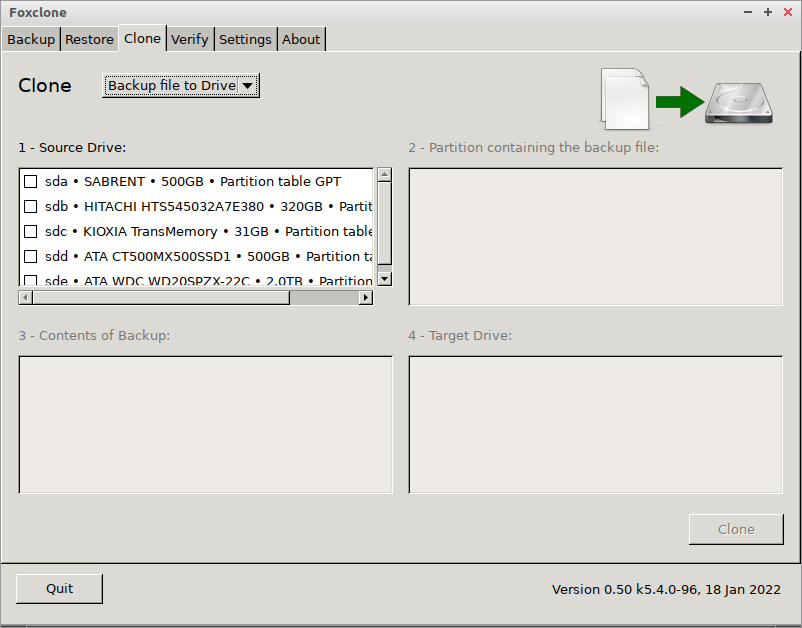 Foxclone
Backup Restore Clone Verify Settings About
Clone
Backup file to Drive
1 - Source Drive:
sda • SABRENT • 500GB • Partition table GPT
sdb • HITACHI HTS545032A7E380 • 320GB • Partit
sdc • KIOXIA TransMemory • 31GB • Partition table
sdd • ATA CT500MX500SSD1 • 500GB • Partition ta
sde • ATA WDC WD20SPZX-22C • 2.0TB • Partition
2 - Partition containing the backup file:
3 - Contents of Backup:
4 - Target Drive:
Clone
Quit
Version 0.50 k5.4.0-96, 18 Jan 2022